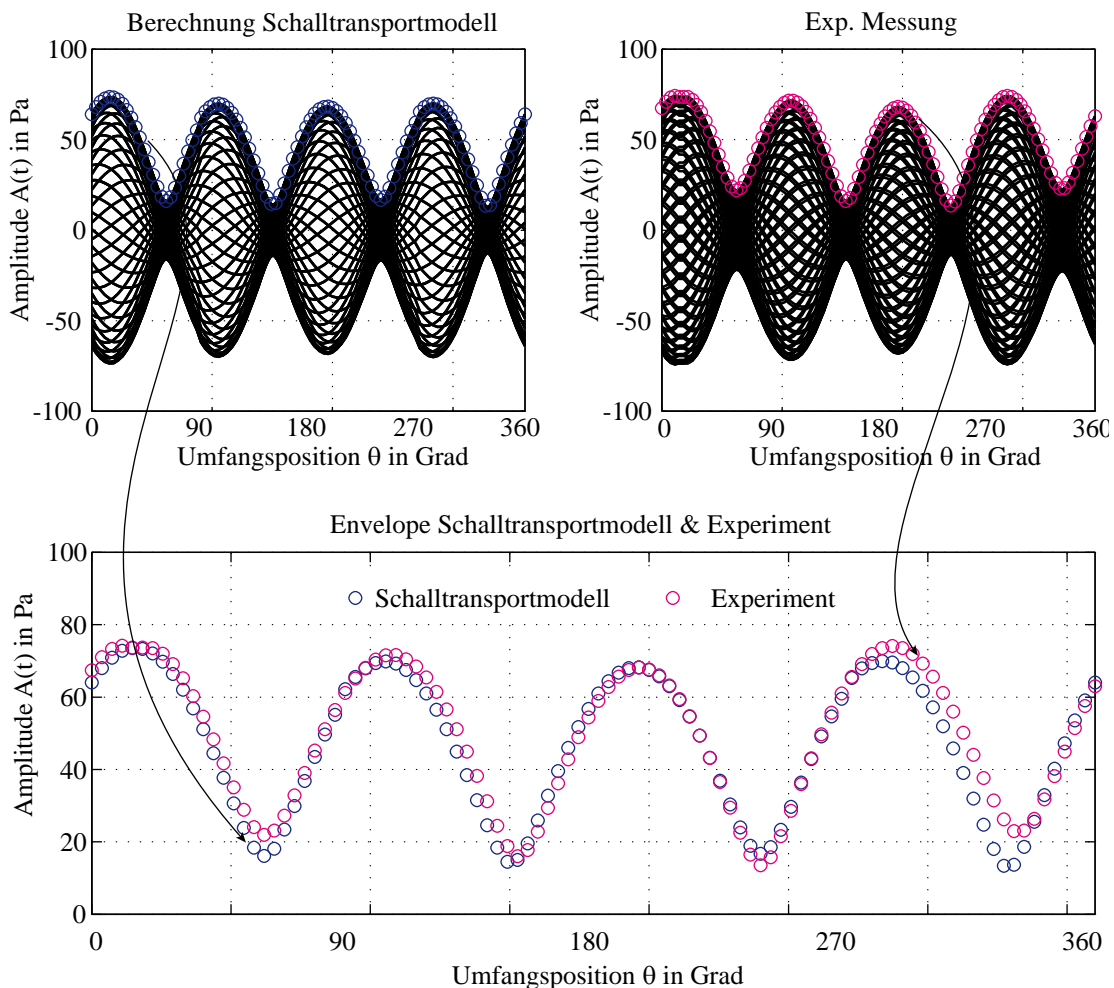 Berechnung Schalltransportmodell
Exp. Messung
Amplitude A(t) in Pa
100
50
0
-50
-100
0 90 180 270 360
Umfangsposition θ in Grad
Amplitude A(t) in Pa
100
50
0
-50
-100
0 90 180 270 360
Umfangsposition θ in Grad
Envelope Schalltransportmodell & Experiment
Amplitude A(t) in Pa
100
80
60
40
20
0
Schalltransportmodell Experiment
0 90 180 270 360
Umfangsposition θ in Grad